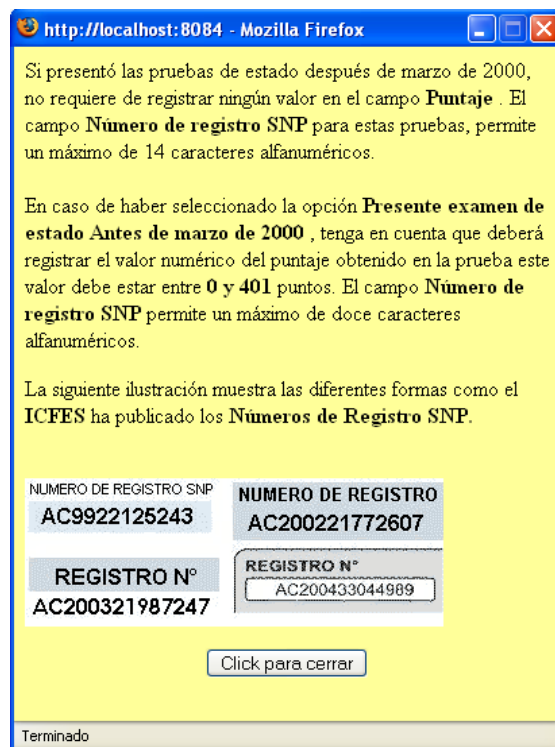 http://localhost:8084 - Mozilla Firefox
Si presentó las pruebas de estado después de marzo de 2000,
no requiere de registrar ningún valor en el campo Puntaje . El
campo Número de registro SNP para estas pruebas, permite
un máximo de 14 caracteres alfanuméricos.
En caso de haber seleccionado la opción Presente examen de
estado Antes de marzo de 2000 , tenga en cuenta que deberá
registrar el valor numérico del puntaje obtenido en la prueba este
valor debe estar entre 0 y 401 puntos. El campo Número de
registro SNP permite un máximo de doce caracteres
alfanuméricos.
La siguiente ilustración muestra las diferentes formas como el
ICFES ha publicado los Números de Registro SNP.
NUMERO DE REGISTRO SNP
AC9922125243
NUMERO DE REGISTRO
AC200221772607
REGISTRO N°
AC200321987247
REGISTRO N°
AC200433044989
Click para cerrar
Terminado